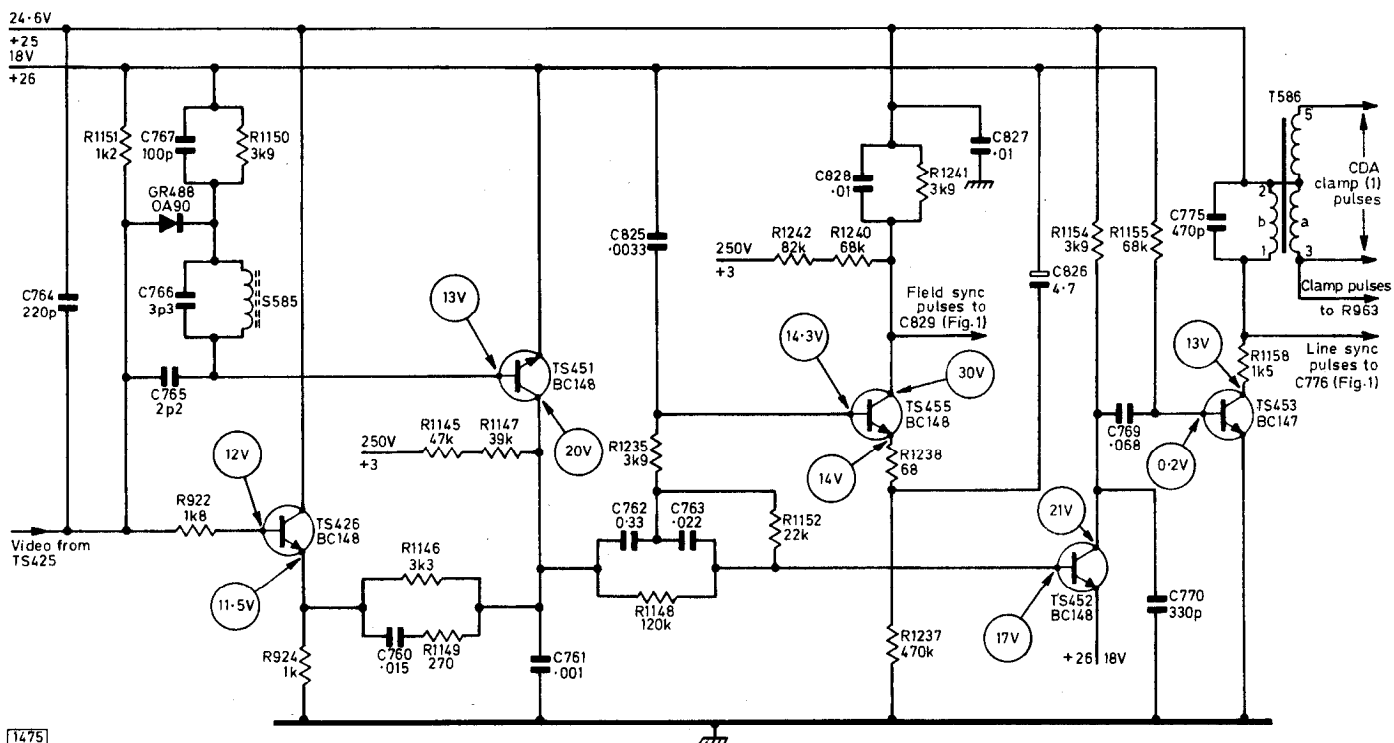 24·6V
+25
18V
+26
R1151
1k2
C767
100p
R1150
3k9
GR488
OA90
C764
220p
C766
3p3
S585
C765
2p2
R922
1k8
Video from
TS425
12V
TS426
BC148
11·5V
R924
1k
R1146
3k3
C760
·015
R1149
270
13V
TS451
BC148
20V
250V
+3
R1145
47k
R1147
39k
C761
·001
C825
·0033
R1235
3k9
C762
0·33
C763
·022
R1152
22k
R1148
120k
250V
+3
R1242
82k
R1240
68k
C828
·01
R1241
3k9
C827
·01
Field sync
pulses to
C829 (Fig.1)
14·3V
30V
TS455
BC148
14V
R1238
68
R1237
470k
C826
4·7
R1154
3k9
R1155
68k
C769
·068
21V
TS452
BC148
17V
+26
18V
C770
330p
0·2V
13V
TS453
BC147
R1158
1k5
C775
470p
T586
5
2
b
1
a
3
CDA
clamp (1)
pulses
Clamp pulses
to R963
Line sync
pulses to
C776 (Fig.1)
1475